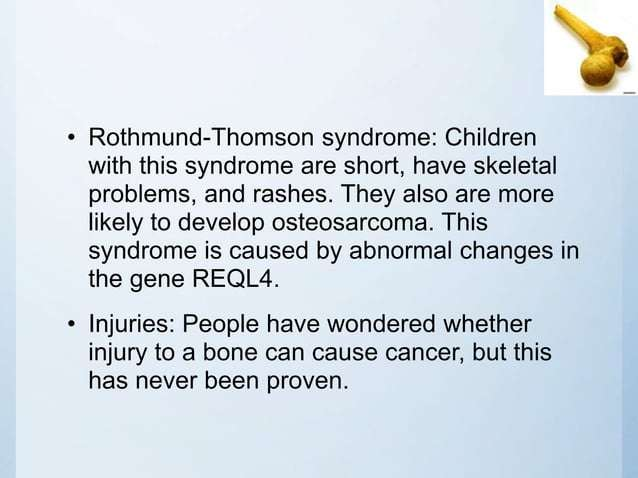 • Rothmund-Thomson syndrome: Children
with this syndrome are short, have skeletal
problems, and rashes. They also are more
likely to develop osteosarcoma. This
syndrome is caused by abnormal changes in
the gene REQL4.
• Injuries: People have wondered whether
injury to a bone can cause cancer, but this
has never been proven.